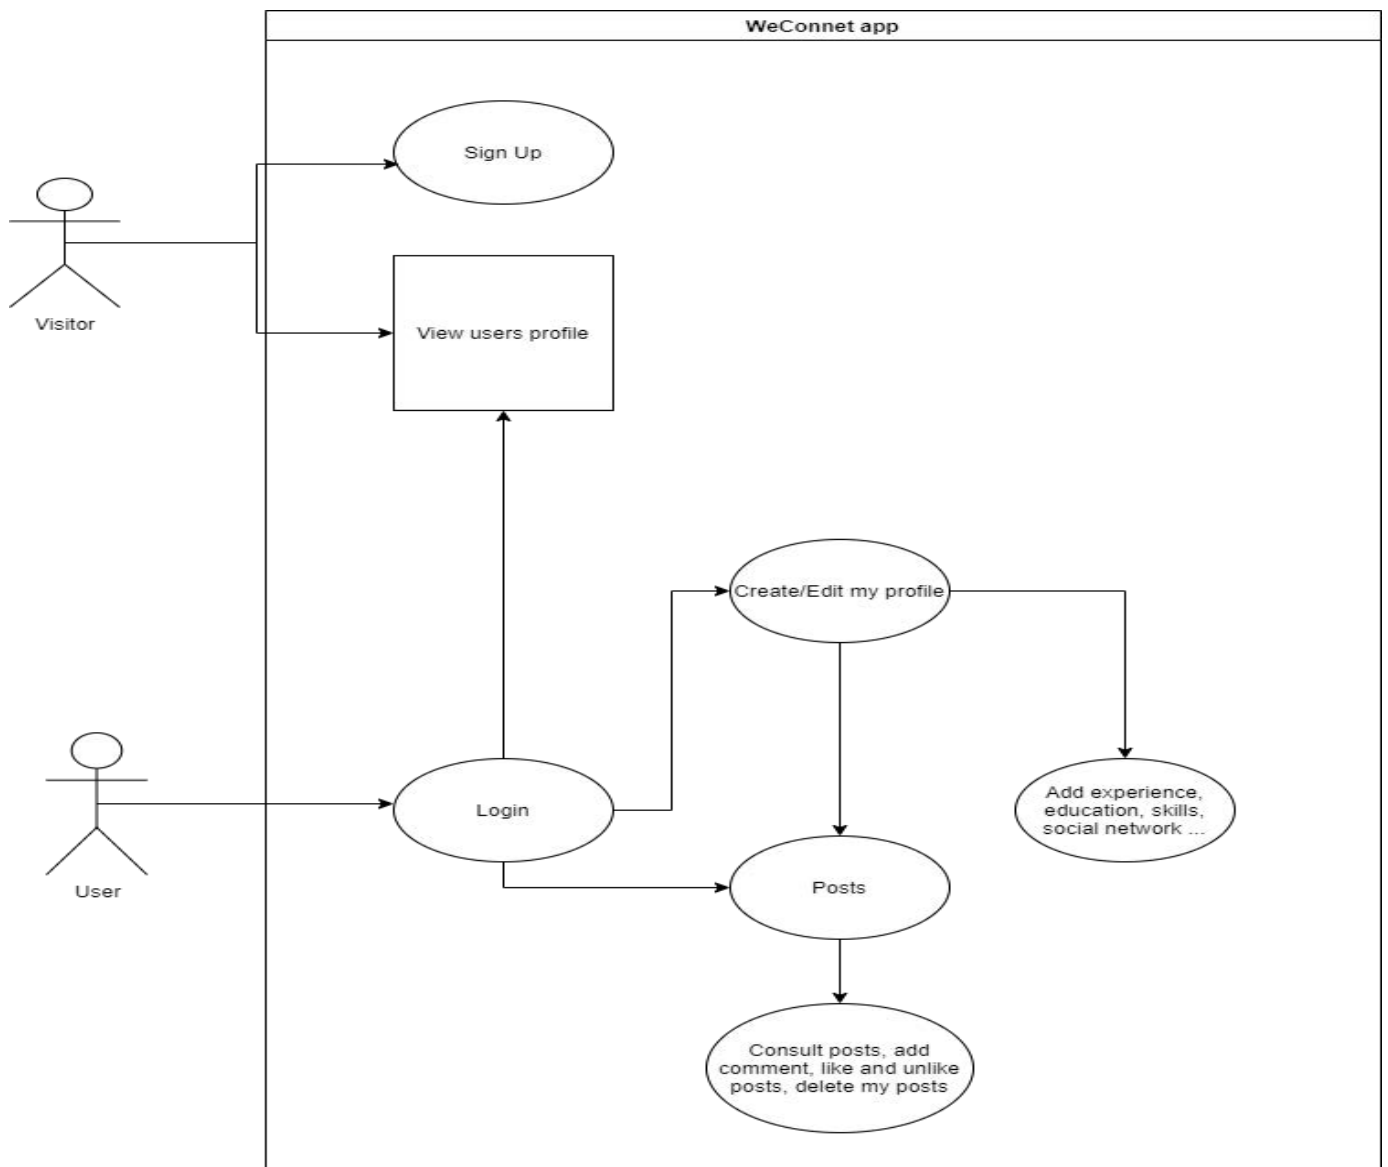 WeConnet app
Sign Up
Visitor
View users profile
Create/Edit my profile
Add experience,
education, skills,
social network ...
Login
User
Posts
Consult posts, add
comment, like and unlike
posts, delete my posts